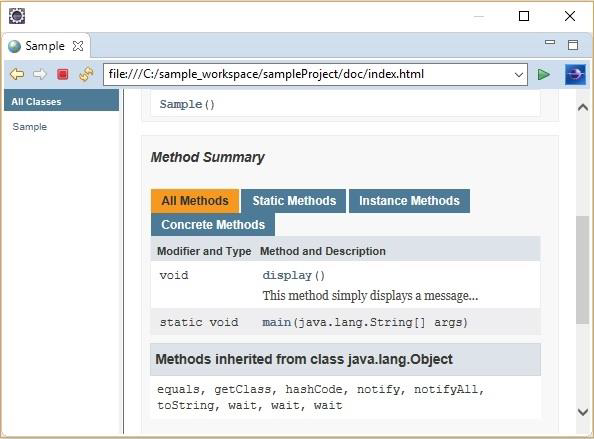 Sample
file:///C:/sample_workspace/sampleProject/doc/index.html
All Classes
Sample
Sample()
Method Summary
All Methods Static Methods Instance Methods
Concrete Methods
Modifier and Type Method and Description
void display()
This method simply displays a message...
static void main(java.lang.String[] args)
Methods inherited from class java.lang.Object
equals, getClass, hashCode, notify, notifyAll,
toString, wait, wait, wait